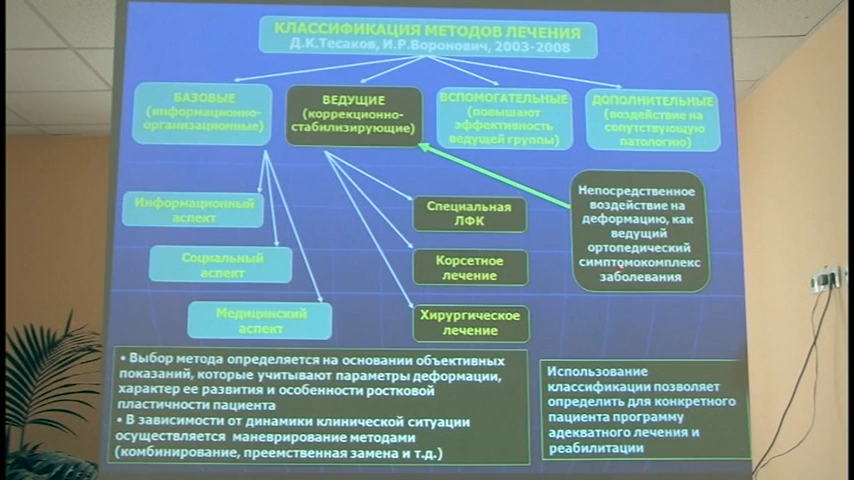 КЛАССИФИКАЦИЯ МЕТОДОВ ЛЕЧЕНИЯ
Д.К.Тесаков, И.Р.Воронович, 2003-2008
БАЗОВЫЕ
(информационно-
организационные)
ВЕДУЩИЕ
(коррекционно-
стабилизирующие)
ВСПОМОГАТЕЛЬНЫЕ
(повышают
эффективность
ведущей группы)
ДОПОЛНИТЕЛЬНЫЕ
(воздействие на
сопутствующую
патологию)
Информационный
аспект
Социальный
аспект
Медицинский
аспект
Специальная
ЛФК
Корсетное
лечение
Хирургическое
лечение
Непосредственное
воздействие на
деформацию, как
ведущий
ортопедический
симптомокомплекс
заболевания
• Выбор метода определяется на основании объективных
показаний, которые учитывают параметры деформации,
характер ее развития и особенности ростковой
пластичности пациента
• В зависимости от динамики клинической ситуации
осуществляется маневрирование методами
(комбинирование, преемственная замена и т.д.)
Использование
классификации позволяет
определить для конкретного
пациента программу
адекватного лечения и
реабилитации